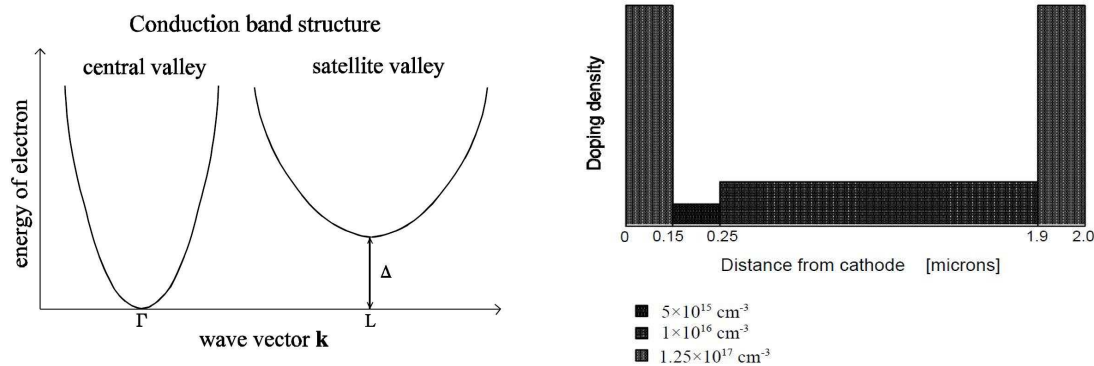 Conduction band structure
central valley
satellite valley
energy of electron
Δ
Γ
L
wave vector k
Doping density
0 0.15 0.25 1.9 2.0
Distance from cathode [microns]
5×10¹⁵ cm⁻³
1×10¹⁶ cm⁻³
1.25×10¹⁷ cm⁻³